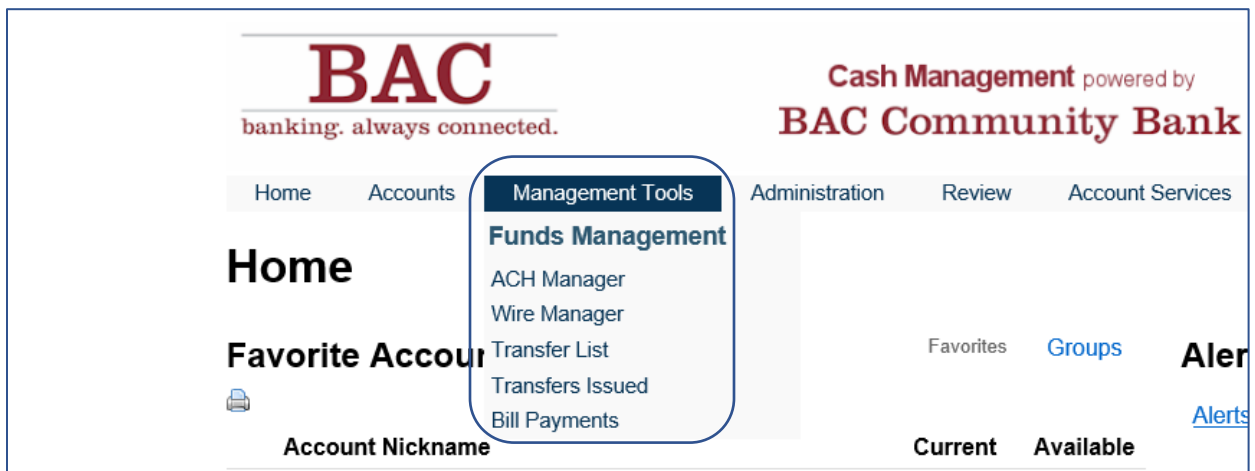 BAC
banking. always connected.
Cash Management powered by
BAC Community Bank
Home Accounts Management Tools Administration Review Account Services
Funds Management
Home
ACH Manager
Wire Manager
Favorite Accour
Transfer List
Favorites Groups Aler
Transfers Issued
Bill Payments
Alerts
Account Nickname Current Available